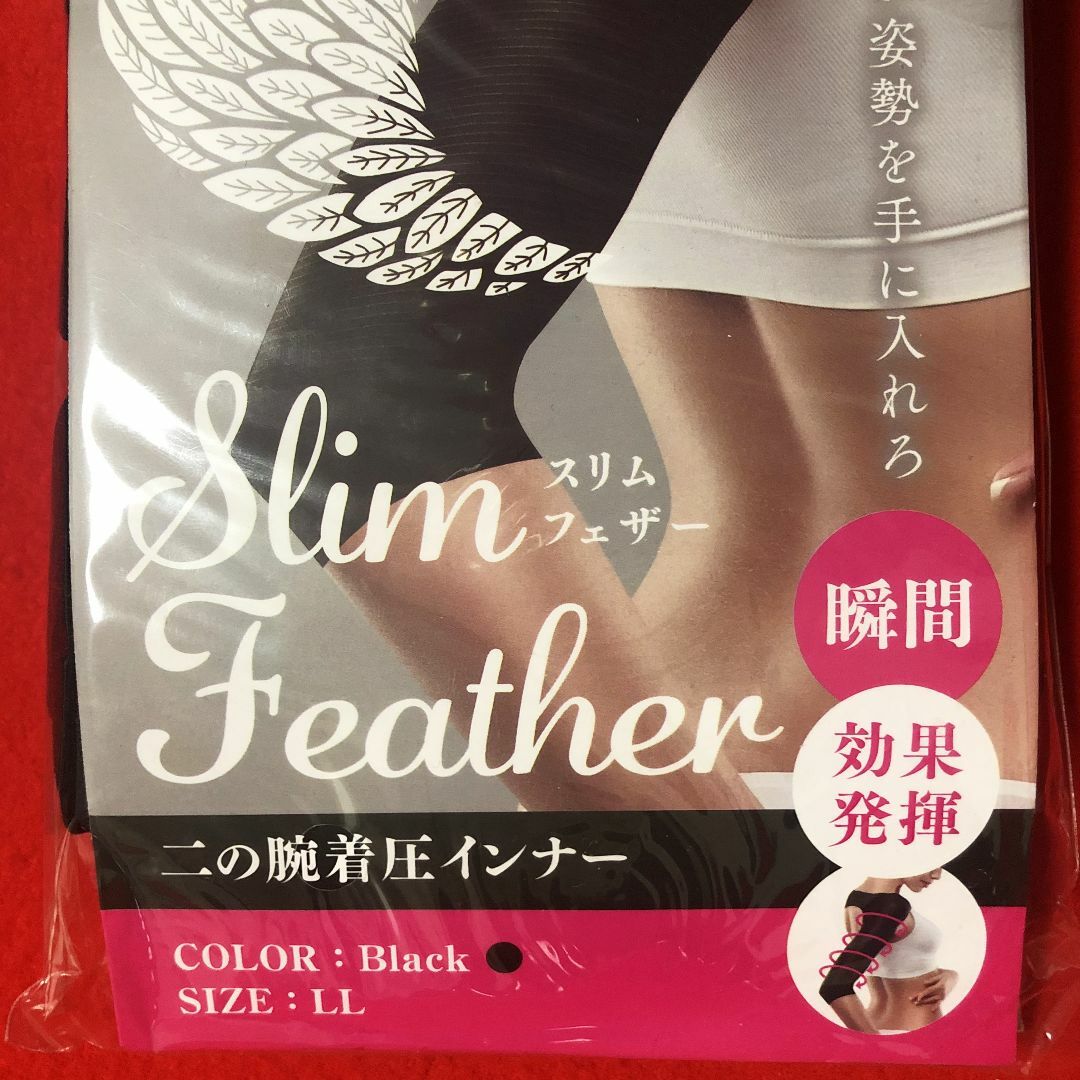 姿勢を手に入れろ
Slim
スリム
フェザー
Feather
瞬間
効果
発揮
二の腕着圧インナー
COLOR：Black
SIZE：LL